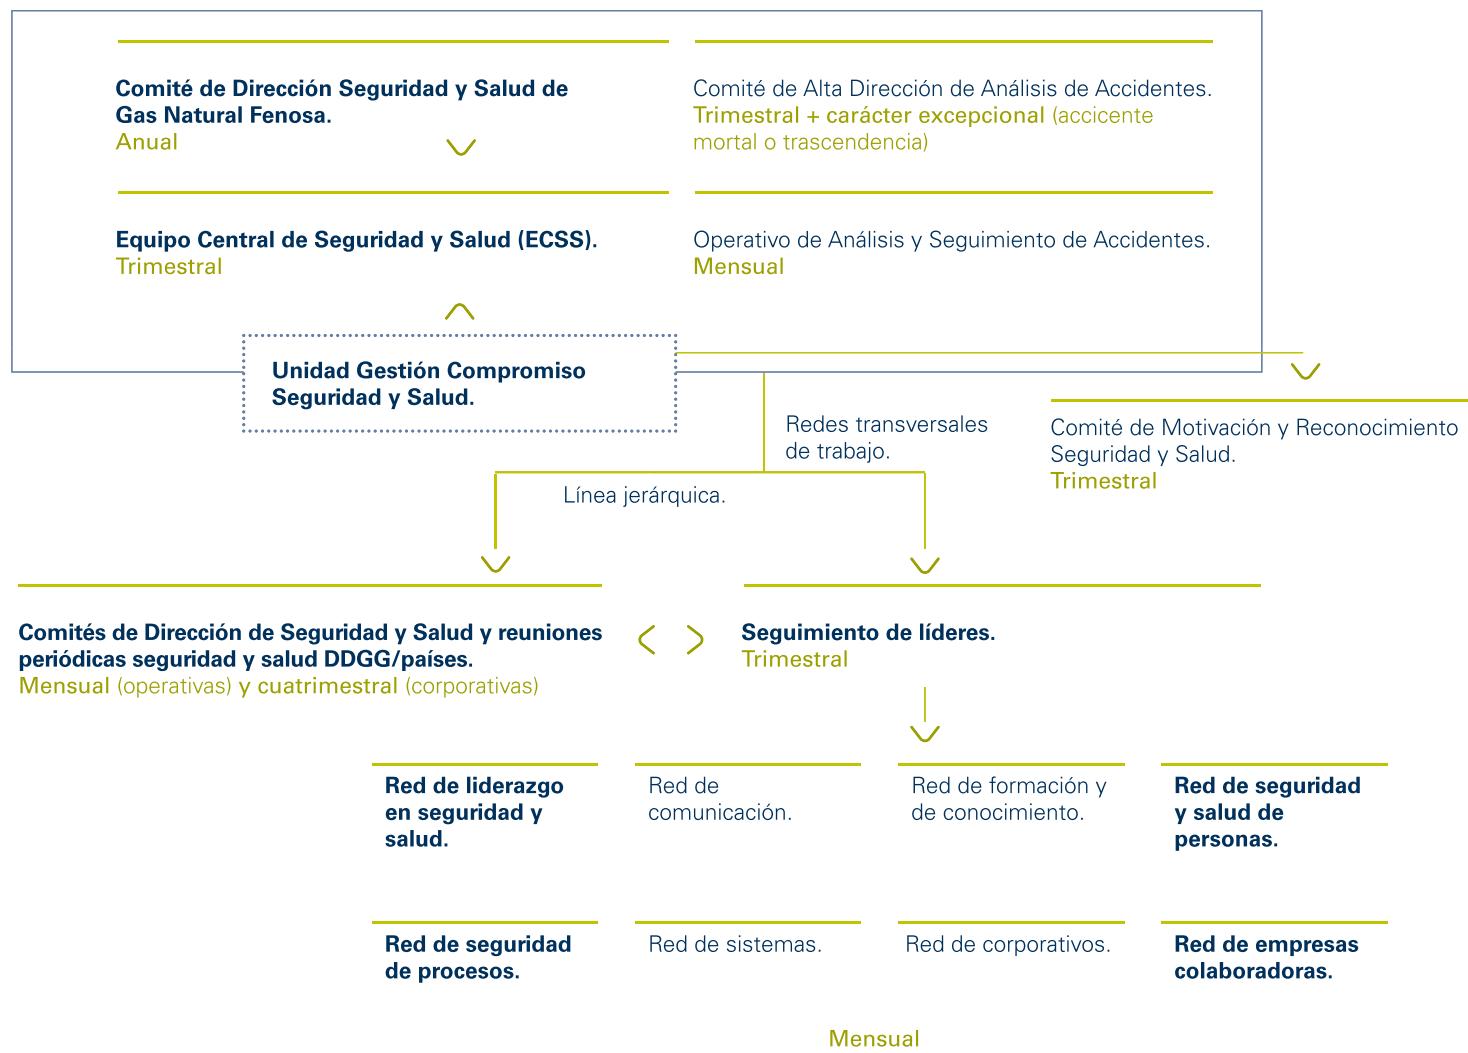 Comité de Dirección Seguridad y Salud de
Gas Natural Fenosa.
Anual
Comité de Alta Dirección de Análisis de Accidentes.
Trimestral + carácter excepcional (accicente
mortal o trascendencia)
Equipo Central de Seguridad y Salud (ECSS).
Trimestral
Operativo de Análisis y Seguimiento de Accidentes.
Mensual
Unidad Gestión Compromiso
Seguridad y Salud.
Redes transversales
de trabajo.
Comité de Motivación y Reconocimiento
Seguridad y Salud.
Trimestral
Línea jerárquica.
Comités de Dirección de Seguridad y Salud y reuniones
periódicas seguridad y salud DDGG/países.
Mensual (operativas) y cuatrimestral (corporativas)
Seguimiento de líderes.
Trimestral
Red de liderazgo
en seguridad y
salud.
Red de
comunicación.
Red de formación y
de conocimiento.
Red de seguridad
y salud de
personas.
Red de seguridad
de procesos.
Red de sistemas.
Red de corporativos.
Red de empresas
colaboradoras.
Mensual